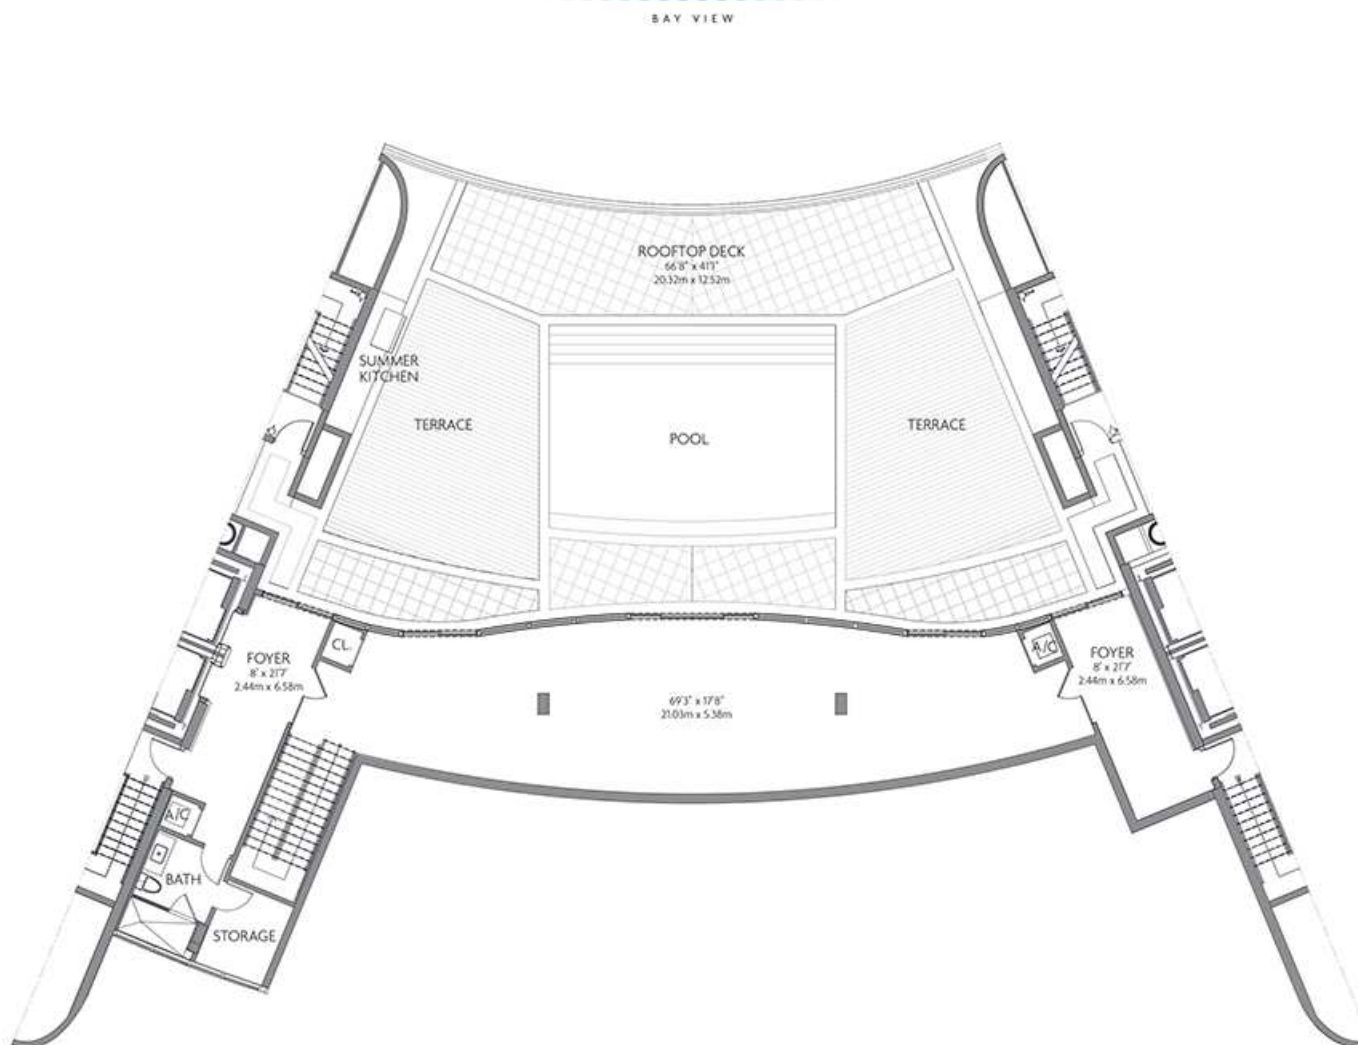 BAY VIEW
ROOFTOP DECK
66'8" x 41'1"
20.32m x 12.52m
SUMMER
KITCHEN
TERRACE
POOL
TERRACE
CL.
A/C
FOYER
8' x 21'7"
2.44m x 6.58m
FOYER
8' x 21'7"
2.44m x 6.58m
69'3" x 17'8"
21.03m x 5.38m
A/C
BATH
STORAGE